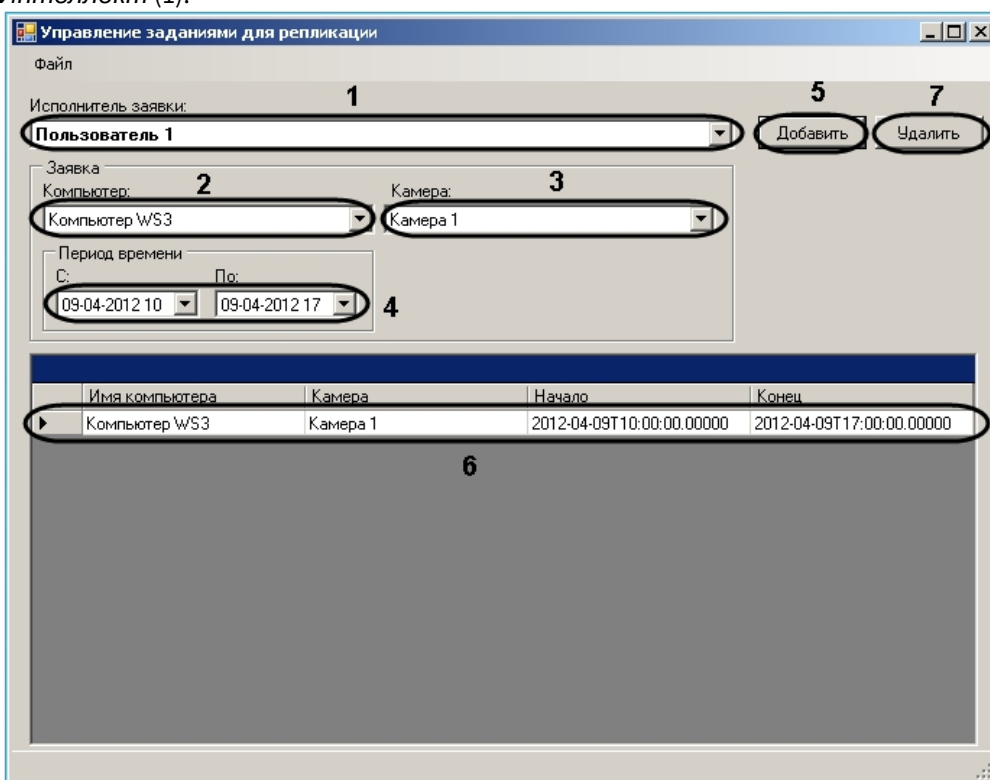 Интеллект (1).
Управление заданиями для репликации
Файл
Исполнитель заявки:
1
5
7
Пользователь 1
Добавить
Удалить
Заявка
Компьютер:
2
Камера:
3
Компьютер WS3
Камера 1
Период времени
С:
По:
09-04-2012 10
09-04-2012 17
4
Имя компьютера Камера Начало Конец
Компьютер WS3 Камера 1 2012-04-09T10:00:00.00000 2012-04-09T17:00:00.00000
6